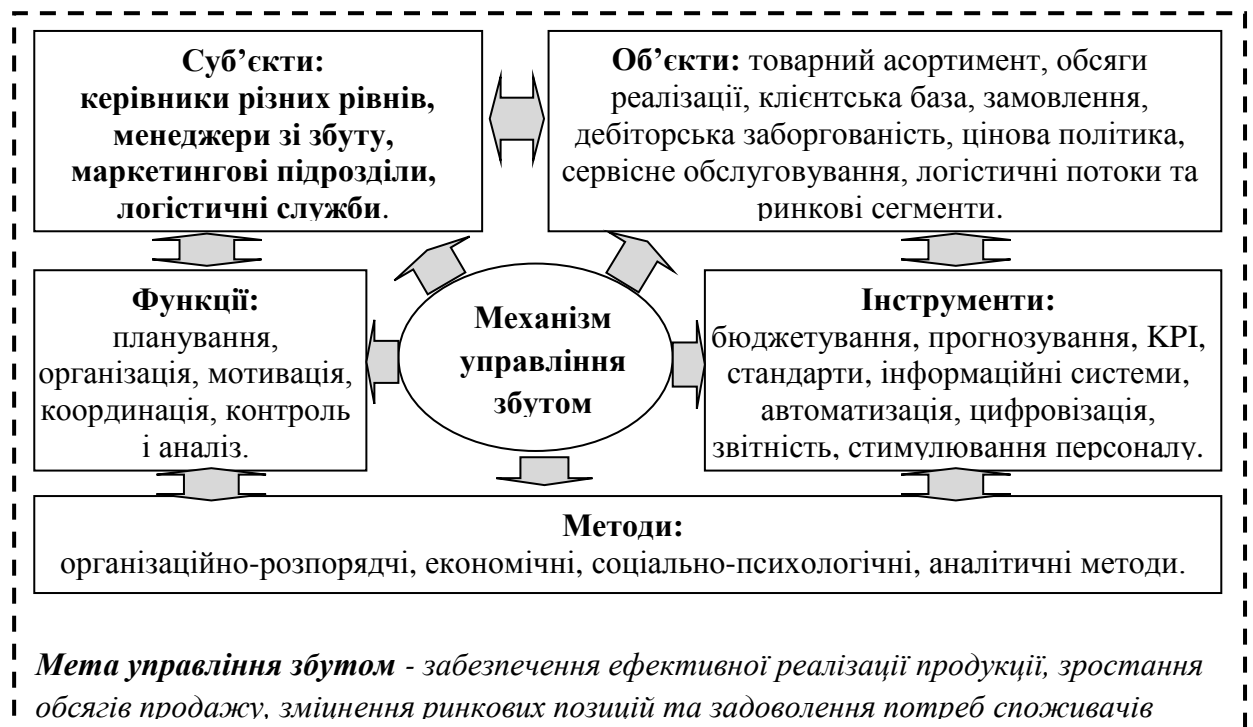 Суб’єкти:
керівники різних рівнів,
менеджери зі збуту,
маркетингові підрозділи,
логістичні служби.
Об’єкти: товарний асортимент, обсяги
реалізації, клієнтська база, замовлення,
дебіторська заборгованість, цінова політика,
сервісне обслуговування, логістичні потоки та
ринкові сегменти.
Функції:
планування,
організація, мотивація,
координація, контроль
і аналіз.
Механізм
управління
збутом
Інструменти:
бюджетування, прогнозування, KPI,
стандарти, інформаційні системи,
автоматизація, цифровізація,
звітність, стимулювання персоналу.
Методи:
організаційно-розпорядчі, економічні, соціально-психологічні, аналітичні методи.
Мета управління збутом - забезпечення ефективної реалізації продукції, зростання
обсягів продажу, зміцнення ринкових позицій та задоволення потреб споживачів